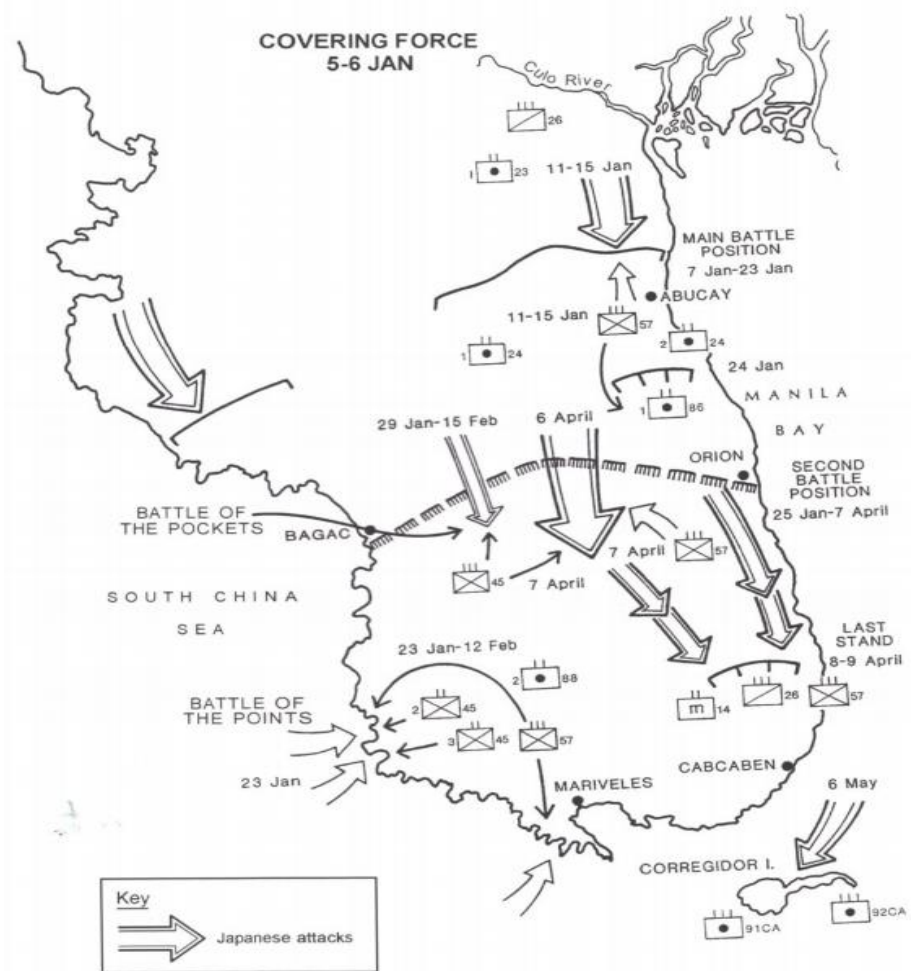 COVERING FORCE
5-6 JAN
Culo River
26
1 23
11-15 Jan
MAIN BATTLE
POSITION
7 Jan-23 Jan
ABUCAY
11-15 Jan
57
1 24
2 24
24 Jan
1 86
MANILA
BAY
29 Jan-15 Feb
6 April
ORION
SECOND
BATTLE
POSITION
25 Jan-7 April
BATTLE OF
THE POCKETS
BAGAC
45
7 April
7 April
57
SOUTH CHINA
SEA
23 Jan-12 Feb
2 88
LAST
STAND
8-9 April
m 14
26
57
BATTLE OF
THE POINTS
2 45
3 45
57
23 Jan
MARIVELES
CABCABEN
6 May
CORREGIDOR I.
91CA
92CA
Key
Japanese attacks